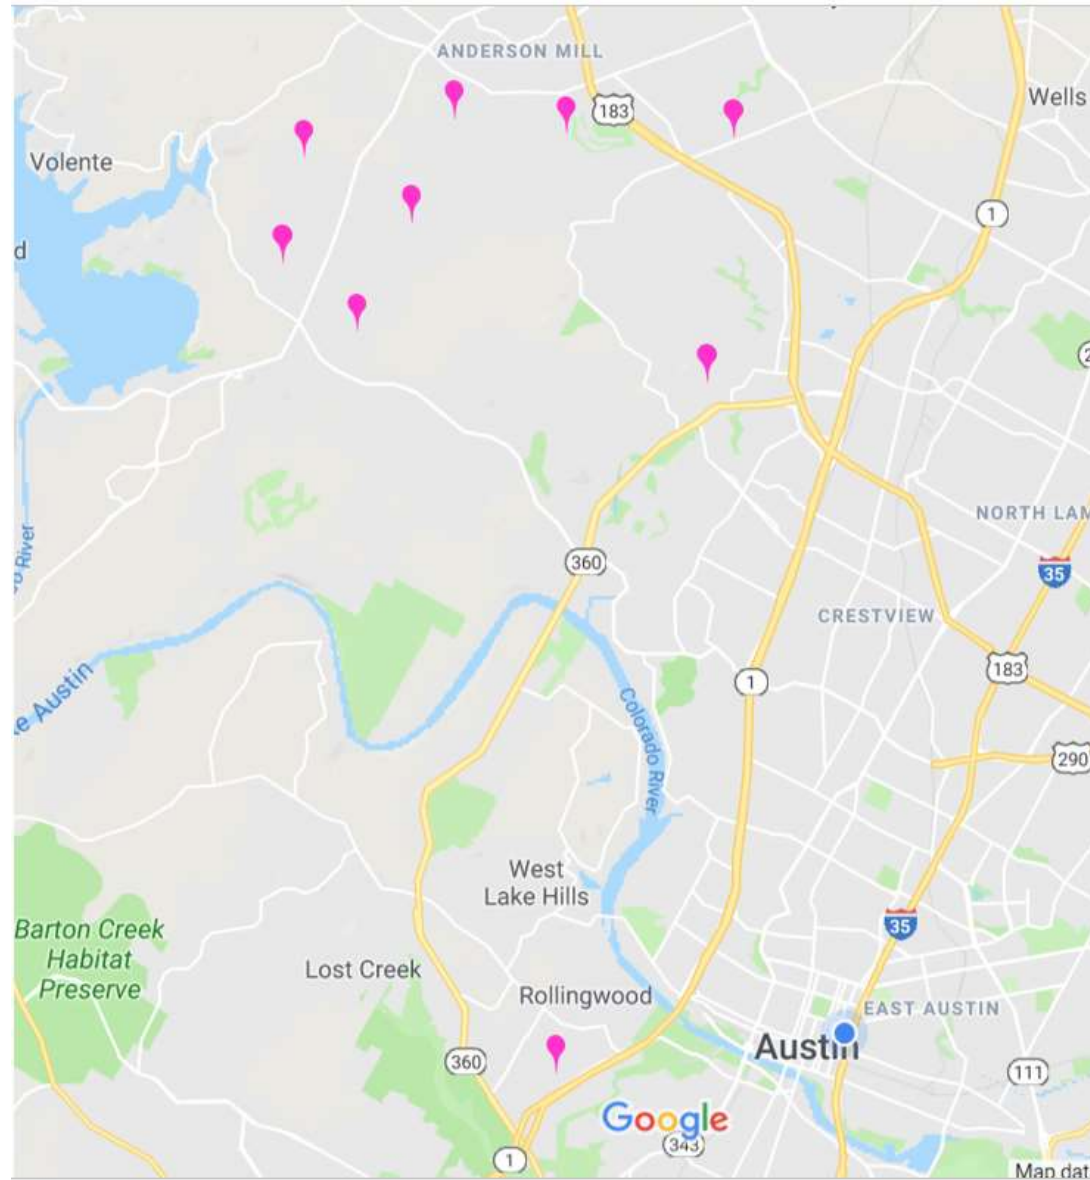 ANDERSON MILL
183
Wells
Volente
1
d
2
NORTH LAM
River
360
35
CRESTVIEW
183
1
Austin
Colorado River
290
West
Lake Hills
Barton Creek
Habitat
Preserve
35
Lost Creek
Rollingwood
EAST AUSTIN
Austin
360
111
Google
343
1
Map dat